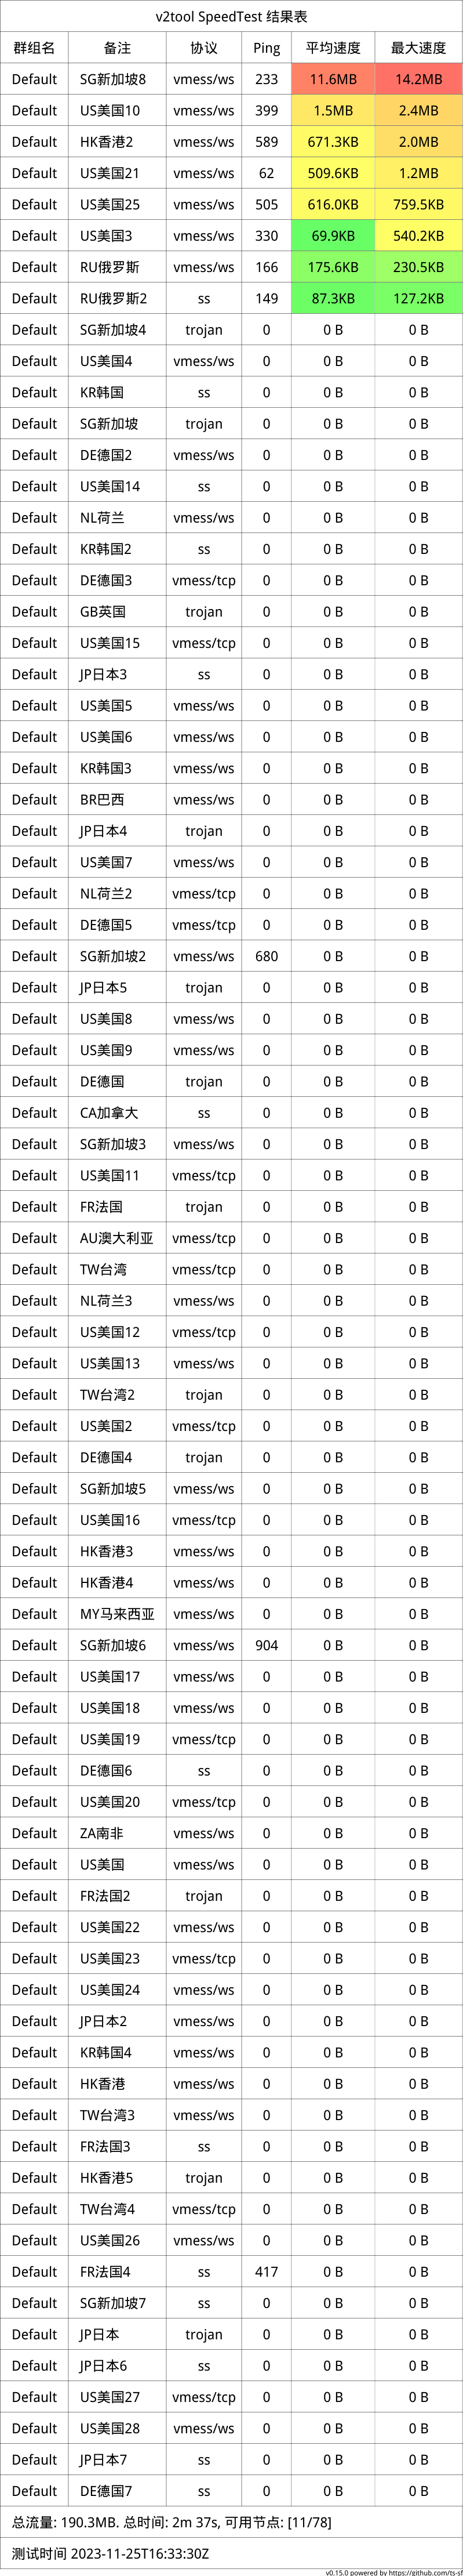 v2tool SpeedTest 结果表
群组名 备注 协议 Ping 平均速度 最大速度
Default SG新加坡8 vmess/ws 233 11.6MB 14.2MB
Default US美国10 vmess/ws 399 1.5MB 2.4MB
Default HK香港2 vmess/ws 589 671.3KB 2.0MB
Default US美国21 vmess/ws 62 509.6KB 1.2MB
Default US美国25 vmess/ws 505 616.0KB 759.5KB
Default US美国3 vmess/ws 330 69.9KB 540.2KB
Default RU俄罗斯 vmess/ws 166 175.6KB 230.5KB
Default RU俄罗斯2 ss 149 87.3KB 127.2KB
Default SG新加坡4 trojan 0 0 B 0 B
Default US美国4 vmess/ws 0 0 B 0 B
Default KR韩国 ss 0 0 B 0 B
Default SG新加坡 trojan 0 0 B 0 B
Default DE德国2 vmess/ws 0 0 B 0 B
Default US美国14 ss 0 0 B 0 B
Default NL荷兰 vmess/ws 0 0 B 0 B
Default KR韩国2 ss 0 0 B 0 B
Default DE德国3 vmess/tcp 0 0 B 0 B
Default GB英国 trojan 0 0 B 0 B
Default US美国15 vmess/tcp 0 0 B 0 B
Default JP日本3 ss 0 0 B 0 B
Default US美国5 vmess/ws 0 0 B 0 B
Default US美国6 vmess/ws 0 0 B 0 B
Default KR韩国3 vmess/ws 0 0 B 0 B
Default BR巴西 vmess/ws 0 0 B 0 B
Default JP日本4 trojan 0 0 B 0 B
Default US美国7 vmess/ws 0 0 B 0 B
Default NL荷兰2 vmess/tcp 0 0 B 0 B
Default DE德国5 vmess/tcp 0 0 B 0 B
Default SG新加坡2 vmess/ws 680 0 B 0 B
Default JP日本5 trojan 0 0 B 0 B
Default US美国8 vmess/ws 0 0 B 0 B
Default US美国9 vmess/ws 0 0 B 0 B
Default DE德国 trojan 0 0 B 0 B
Default CA加拿大 ss 0 0 B 0 B
Default SG新加坡3 vmess/ws 0 0 B 0 B
Default US美国11 vmess/tcp 0 0 B 0 B
Default FR法国 trojan 0 0 B 0 B
Default AU澳大利亚 vmess/tcp 0 0 B 0 B
Default TW台湾 vmess/tcp 0 0 B 0 B
Default NL荷兰3 vmess/ws 0 0 B 0 B
Default US美国12 vmess/tcp 0 0 B 0 B
Default US美国13 vmess/ws 0 0 B 0 B
Default TW台湾2 trojan 0 0 B 0 B
Default US美国2 vmess/tcp 0 0 B 0 B
Default DE德国4 trojan 0 0 B 0 B
Default SG新加坡5 vmess/ws 0 0 B 0 B
Default US美国16 vmess/tcp 0 0 B 0 B
Default HK香港3 vmess/ws 0 0 B 0 B
Default HK香港4 vmess/ws 0 0 B 0 B
Default MY马来西亚 vmess/ws 0 0 B 0 B
Default SG新加坡6 vmess/ws 904 0 B 0 B
Default US美国17 vmess/ws 0 0 B 0 B
Default US美国18 vmess/ws 0 0 B 0 B
Default US美国19 vmess/tcp 0 0 B 0 B
Default DE德国6 ss 0 0 B 0 B
Default US美国20 vmess/tcp 0 0 B 0 B
Default ZA南非 vmess/ws 0 0 B 0 B
Default US美国 vmess/ws 0 0 B 0 B
Default FR法国2 trojan 0 0 B 0 B
Default US美国22 vmess/ws 0 0 B 0 B
Default US美国23 vmess/tcp 0 0 B 0 B
Default US美国24 vmess/ws 0 0 B 0 B
Default JP日本2 vmess/ws 0 0 B 0 B
Default KR韩国4 vmess/ws 0 0 B 0 B
Default HK香港 vmess/ws 0 0 B 0 B
Default TW台湾3 vmess/ws 0 0 B 0 B
Default FR法国3 ss 0 0 B 0 B
Default HK香港5 trojan 0 0 B 0 B
Default TW台湾4 vmess/tcp 0 0 B 0 B
Default US美国26 vmess/ws 0 0 B 0 B
Default FR法国4 ss 417 0 B 0 B
Default SG新加坡7 ss 0 0 B 0 B
Default JP日本 trojan 0 0 B 0 B
Default JP日本6 ss 0 0 B 0 B
Default US美国27 vmess/tcp 0 0 B 0 B
Default US美国28 vmess/ws 0 0 B 0 B
Default JP日本7 ss 0 0 B 0 B
Default DE德国7 ss 0 0 B 0 B
总流量: 190.3MB. 总时间: 2m 37s, 可用节点: [11/78]
测试时间 2023-11-25T16:33:30Z
v0.15.0 powered by https://github.com/ts-sf